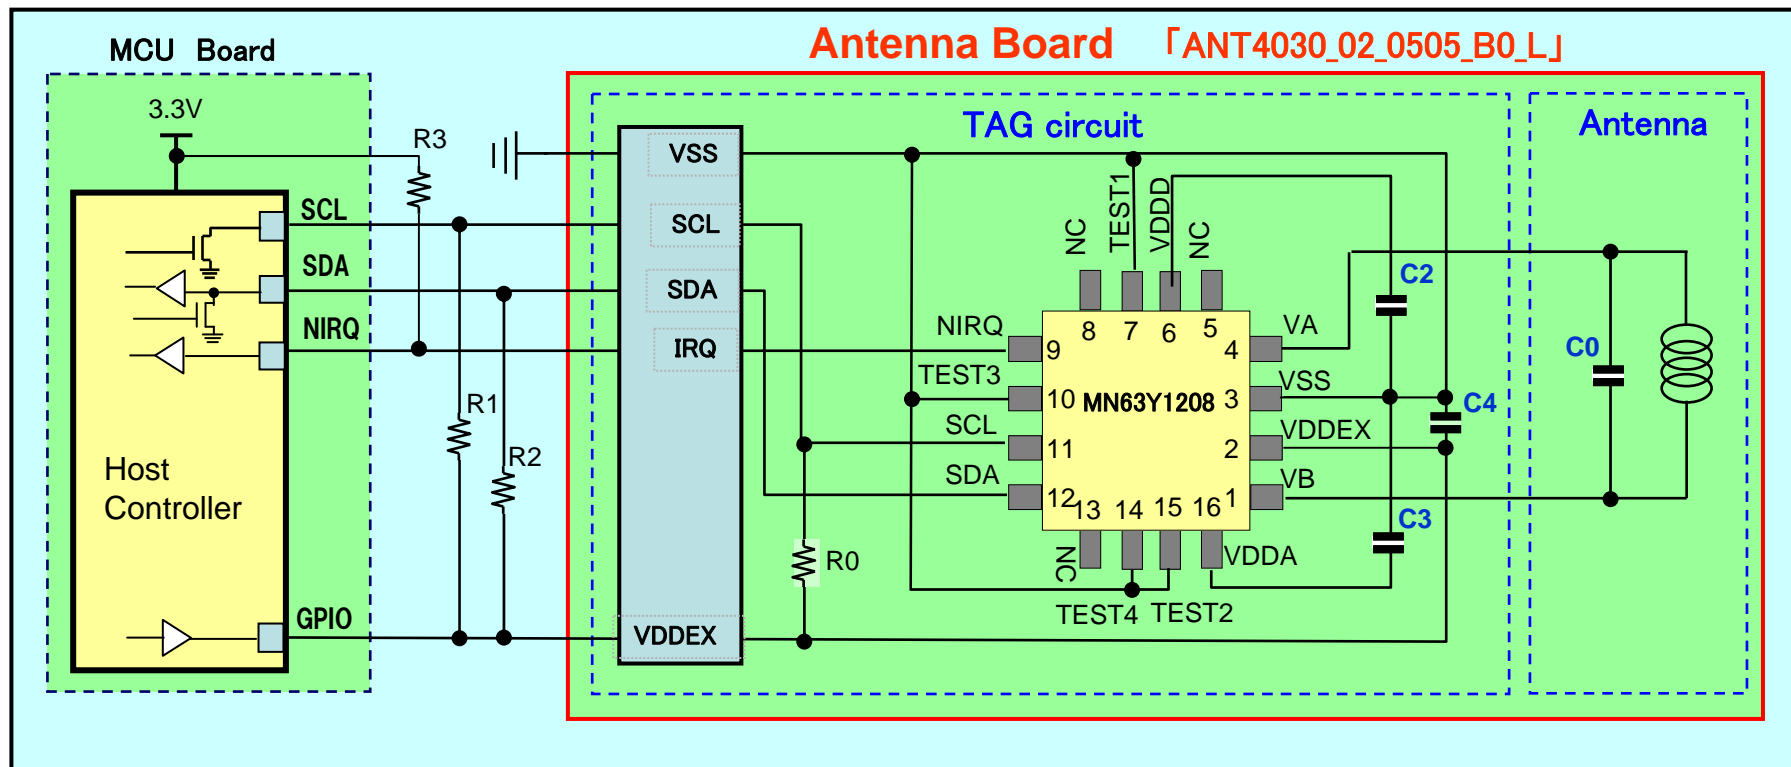 Antenna Board 「ANT4030_02_0505_B0_L」
MCU Board
3.3V
R3
SCL
SDA
NIRQ
R1
R2
Host
Controller
GPIO
VSS
SCL
SDA
IRQ
VDDEX
TAG circuit
Antenna
NC
TEST1
VDDD
NC
8
7
6
5
NIRQ
9
TEST3
10
SCL
11
SDA
12
MN63Y1208
4
VA
3
VSS
2
VDDEX
1
VB
13
14
15
16
NC
TEST4
TEST2
VDDA
R0
C2
C4
C3
C0